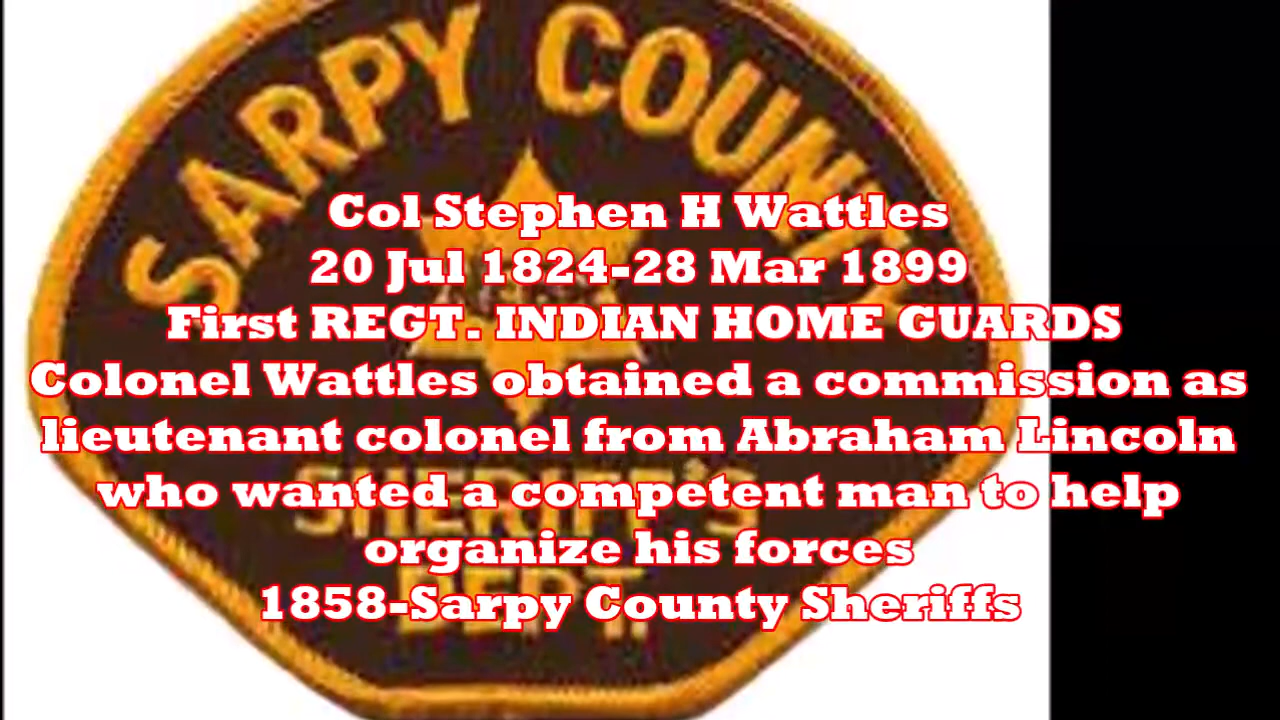 SARPY COUNTY
Col Stephen H Wattles
20 Jul 1824-28 Mar 1899
First REGT. INDIAN HOME GUARDS
Colonel Wattles obtained a commission as
lieutenant colonel from Abraham Lincoln
who wanted a competent man to help
organize his forces
1858-Sarpy County Sheriffs
SHERIFF'S
DEPT.